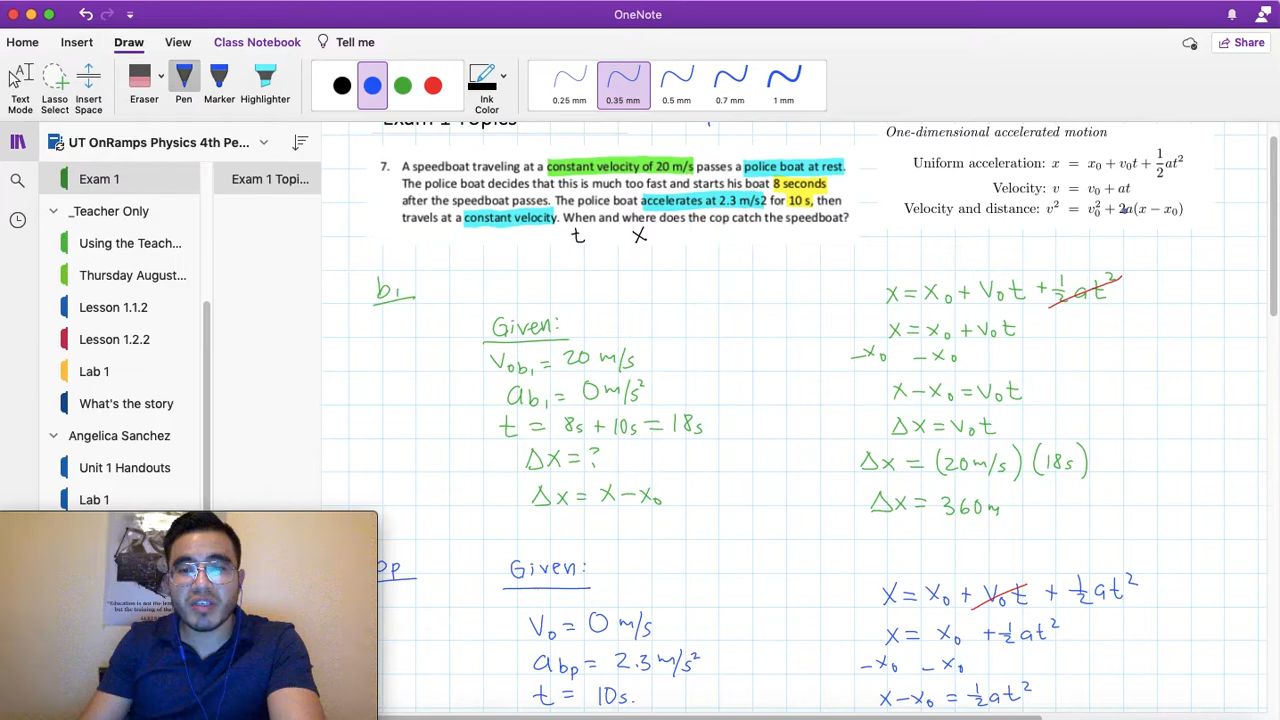 OneNote
Home Insert Draw View Class Notebook Tell me
Share
Text Mode
Lasso Select
Insert Space
Eraser
Pen
Marker
Highlighter
Ink Color
0.25 mm
0.35 mm
0.5 mm
0.7 mm
1 mm
UT OnRamps Physics 4th Pe...
Exam 1
_Teacher Only
Using the Teach...
Thursday August...
Lesson 1.1.2
Lesson 1.2.2
Lab 1
What's the story
Angelica Sanchez
Unit 1 Handouts
Lab 1
Exam 1 Topi...
Exam 1 Topics
7. A speedboat traveling at a constant velocity of 20 m/s passes a police boat at rest.
The police boat decides that this is much too fast and starts his boat 8 seconds
after the speedboat passes. The police boat accelerates at 2.3 m/s2 for 10 s, then
travels at a constant velocity. When and where does the cop catch the speedboat?
t x
One-dimensional accelerated motion
Uniform acceleration: x = x₀ + v₀t + 1/2 at²
Velocity: v = v₀ + at
Velocity and distance: v² = v₀² + 2a(x − x₀)
b₁
Given:
V₀b₁ = 20 m/s
ab₁ = 0 m/s²
t = 8s + 10s = 18s
Δx = ?
Δx = x − x₀
x = x₀ + v₀t + 1/2 at²
x = x₀ + v₀t
−x₀ −x₀
x − x₀ = v₀t
Δx = v₀t
Δx = (20m/s)(18s)
Δx = 360m
op
Given:
V₀ = 0 m/s
abp = 2.3 m/s²
t = 10s.
x = x₀ + v₀t + 1/2 at²
x = x₀ + 1/2 at²
−x₀ −x₀
x − x₀ = 1/2 at²